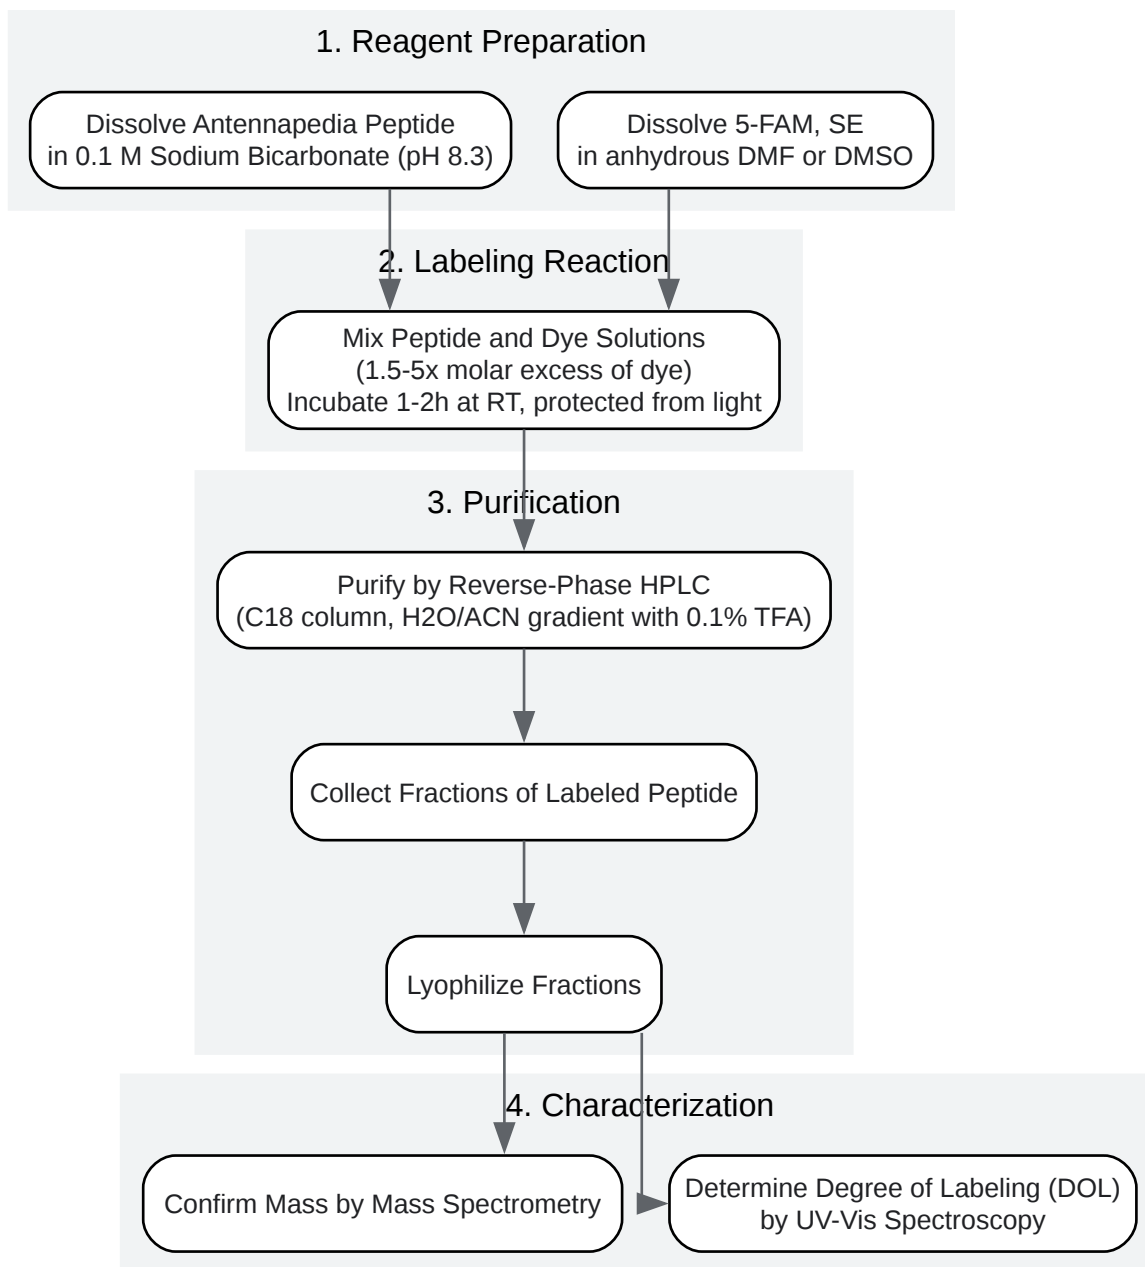 1. Reagent Preparation
Dissolve Antennapedia Peptide
in 0.1 M Sodium Bicarbonate (pH 8.3)
Dissolve 5-FAM, SE
in anhydrous DMF or DMSO
2. Labeling Reaction
Mix Peptide and Dye Solutions
(1.5-5x molar excess of dye)
Incubate 1-2h at RT, protected from light
3. Purification
Purify by Reverse-Phase HPLC
(C18 column, H2O/ACN gradient with 0.1% TFA)
Collect Fractions of Labeled Peptide
Lyophilize Fractions
4. Characterization
Confirm Mass by Mass Spectrometry
Determine Degree of Labeling (DOL)
by UV-Vis Spectroscopy